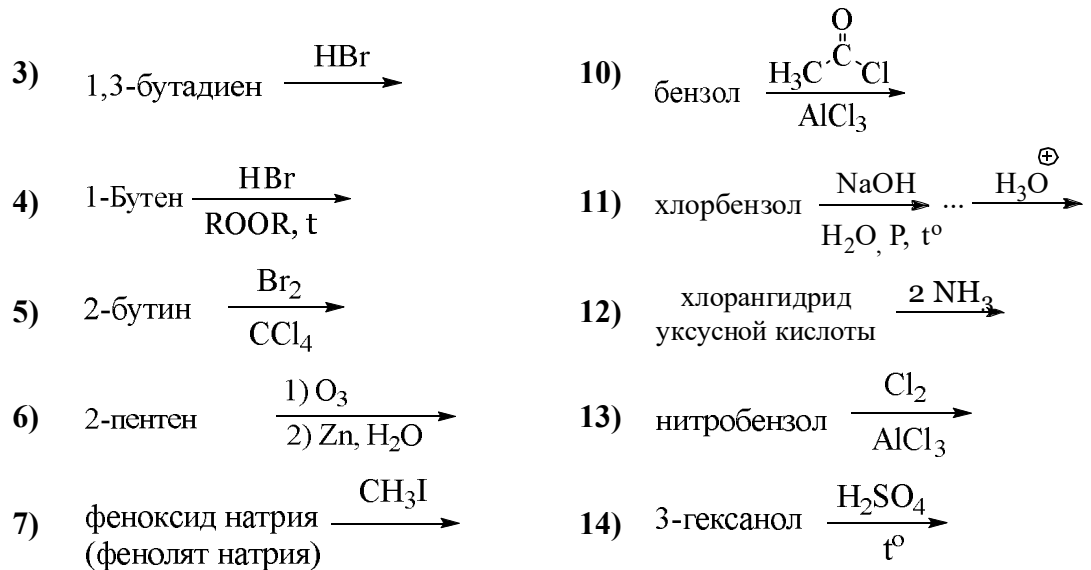 3) 1,3-бутадиен HBr
4) 1-Бутен HBr
ROOR, t
5) 2-бутин Br₂
CCl₄
6) 2-пентен 1) O₃
2) Zn, H₂O
7) феноксид натрия CH₃I
(фенолят натрия)
10) бензол H₃C O Cl
AlCl₃
11) хлорбензол NaOH ... H₃O ⊕
H₂O, P, tº
12) хлорангидрид 2 NH₃
уксусной кислоты
13) нитробензол Cl₂
AlCl₃
14) 3-гексанол H₂SO₄
tº